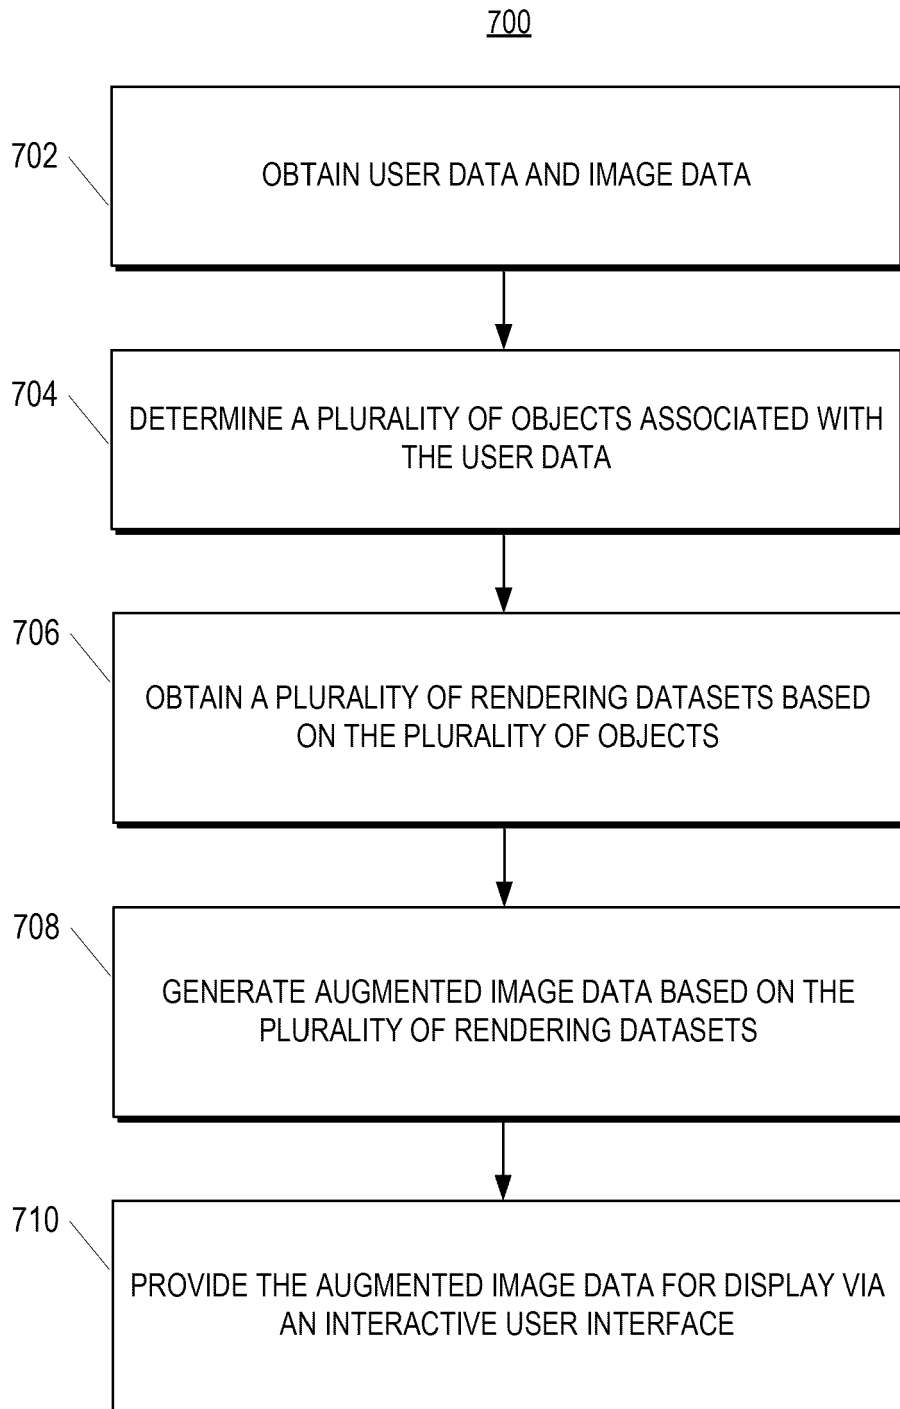 700
702
OBTAIN USER DATA AND IMAGE DATA
704
DETERMINE A PLURALITY OF OBJECTS ASSOCIATED WITH
THE USER DATA
706
OBTAIN A PLURALITY OF RENDERING DATASETS BASED
ON THE PLURALITY OF OBJECTS
708
GENERATE AUGMENTED IMAGE DATA BASED ON THE
PLURALITY OF RENDERING DATASETS
710
PROVIDE THE AUGMENTED IMAGE DATA FOR DISPLAY VIA
AN INTERACTIVE USER INTERFACE